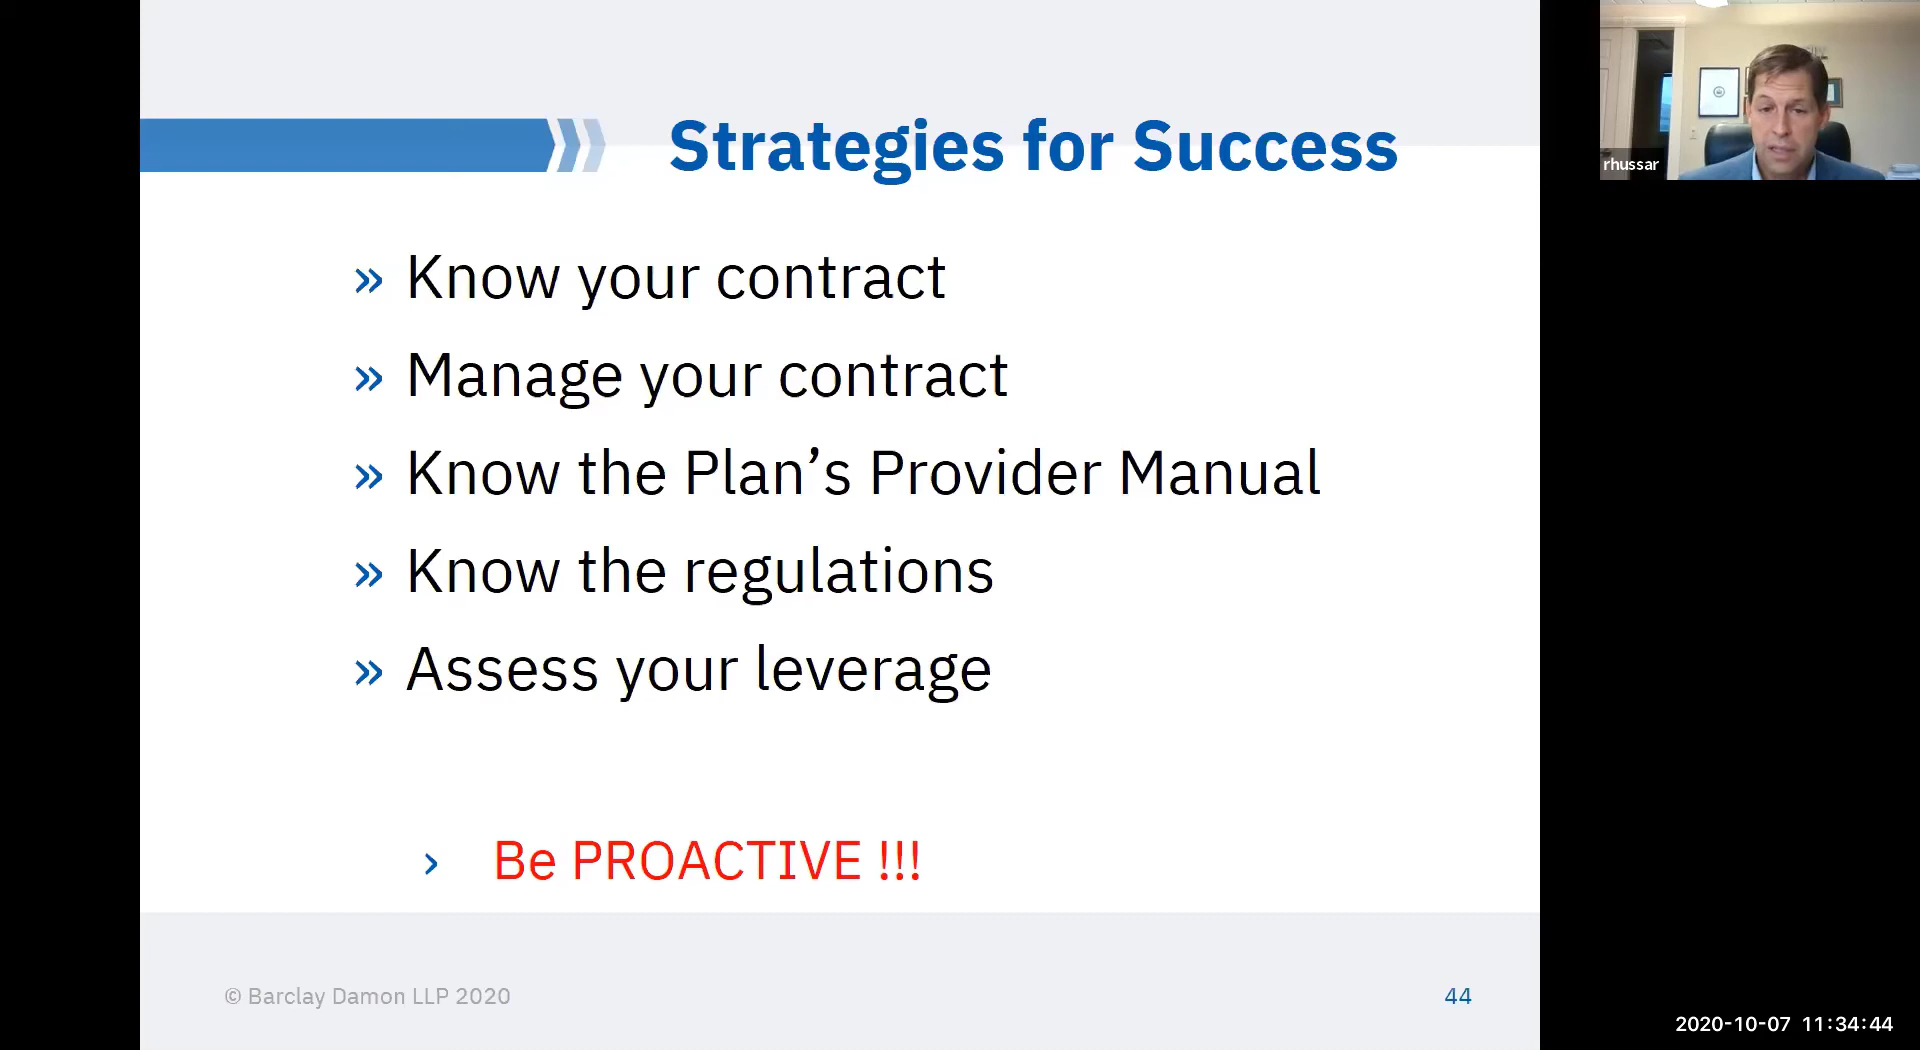 Strategies for Success
» Know your contract
» Manage your contract
» Know the Plan’s Provider Manual
» Know the regulations
» Assess your leverage
› Be PROACTIVE !!!
© Barclay Damon LLP 2020
44
rhussar
2020-10-07 11:34:44